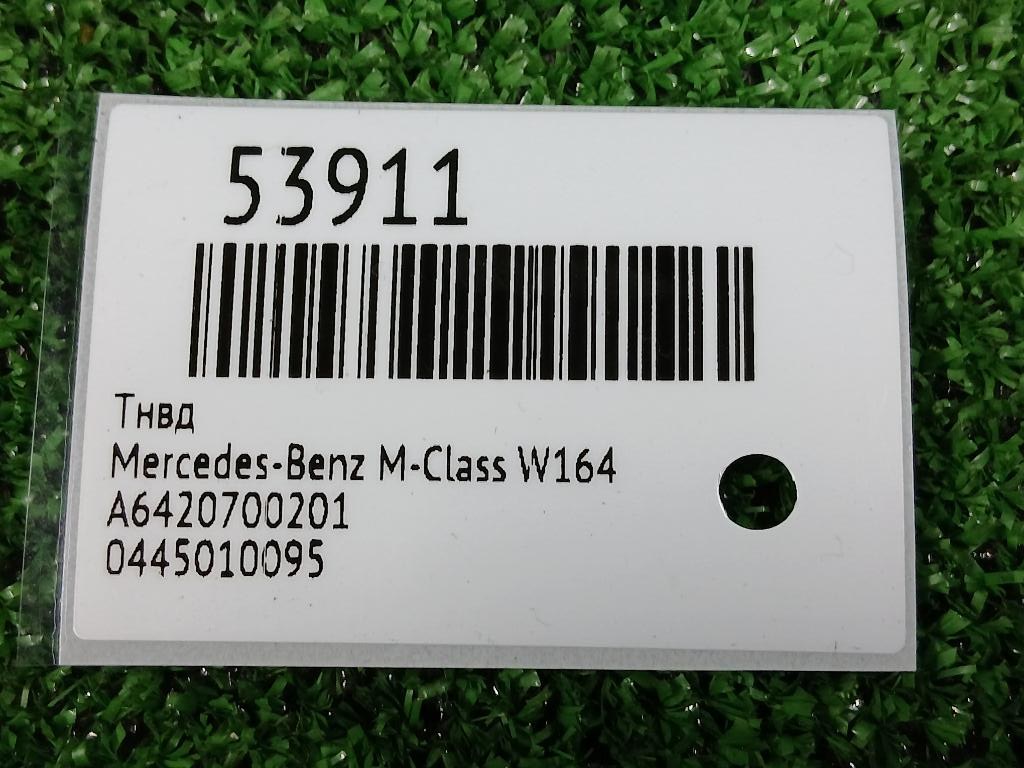 53911
Тнвд
Mercedes-Benz M-Class W164
A6420700201
0445010095